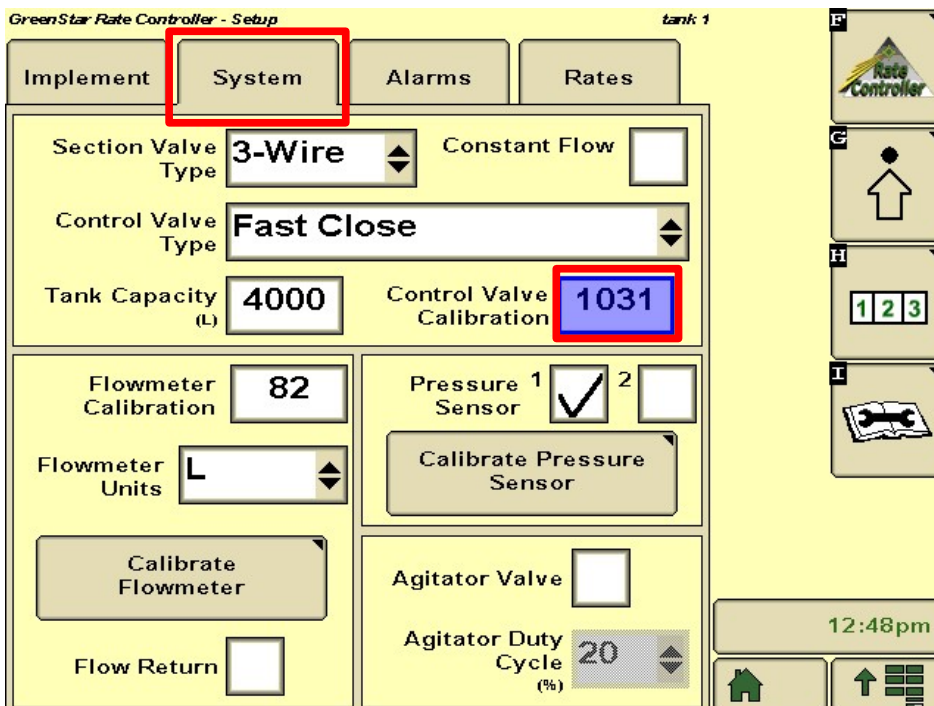 GreenStar Rate Controller - Setup
tank 1
Implement
System
Alarms
Rates
Section Valve
Type
3-Wire
Constant Flow
Control Valve
Type
Fast Close
Tank Capacity
(L)
4000
Control Valve
Calibration
1031
Flowmeter
Calibration
82
Flowmeter
Units
L
Calibrate
Flowmeter
Flow Return
Pressure
Sensor
1
2
Calibrate Pressure
Sensor
Agitator Valve
Agitator Duty
Cycle
(%)
20
F
Rate
Controller
G
H
1 2 3
I
12:48pm